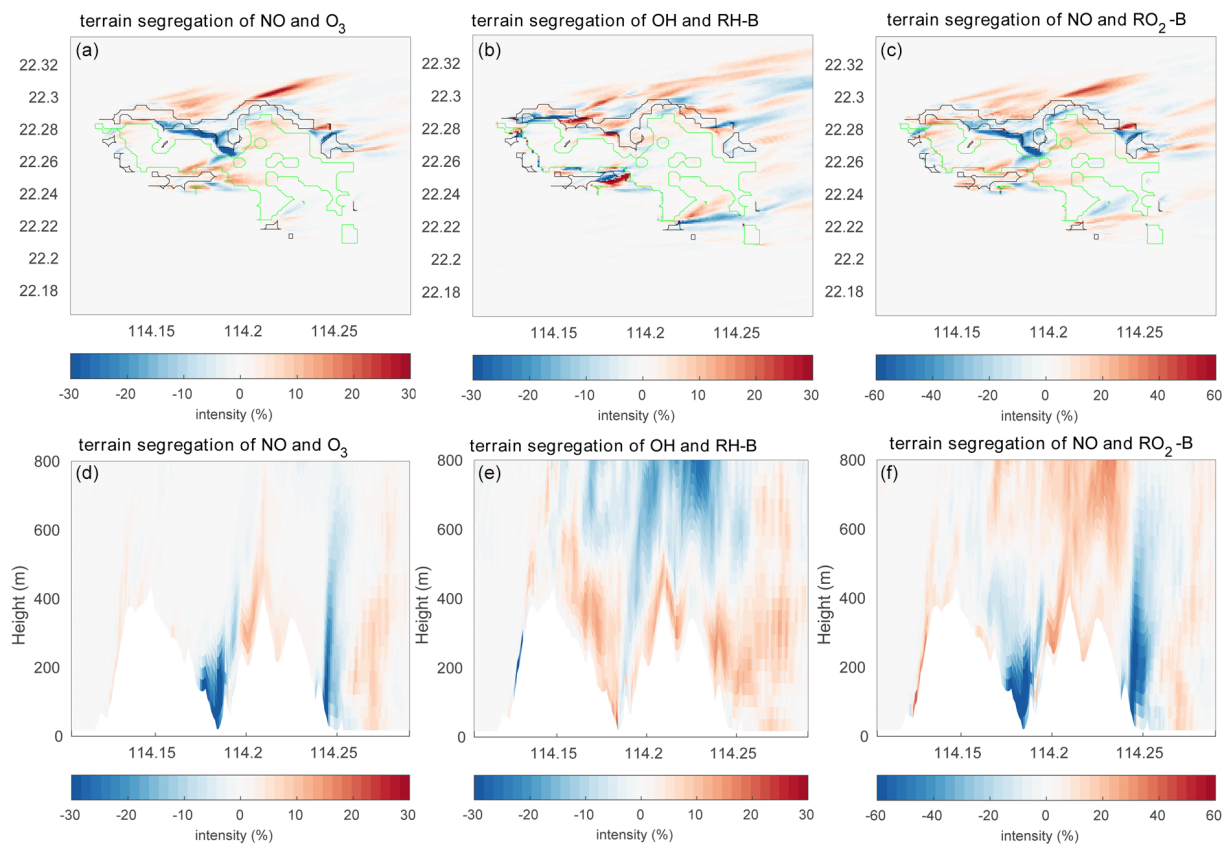 terrain segregation of NO and O3
terrain segregation of OH and RH-B
terrain segregation of NO and RO2-B
(a)
(b)
(c)
22.32
22.3
22.28
22.26
22.24
22.22
22.2
22.18
22.32
22.3
22.28
22.26
22.24
22.22
22.2
22.18
22.32
22.3
22.28
22.26
22.24
22.22
22.2
22.18
114.15 114.2 114.25
114.15 114.2 114.25
114.15 114.2 114.25
-30 -20 -10 0 10 20 30
-30 -20 -10 0 10 20 30
-60 -40 -20 0 20 40 60
intensity (%)
intensity (%)
intensity (%)
terrain segregation of NO and O3
terrain segregation of OH and RH-B
terrain segregation of NO and RO2-B
(d)
(e)
(f)
800
600
400
200
0
Height (m)
800
600
400
200
0
Height (m)
800
600
400
200
0
Height (m)
114.15 114.2 114.25
114.15 114.2 114.25
114.15 114.2 114.25
-30 -20 -10 0 10 20 30
-30 -20 -10 0 10 20 30
-60 -40 -20 0 20 40 60
intensity (%)
intensity (%)
intensity (%)